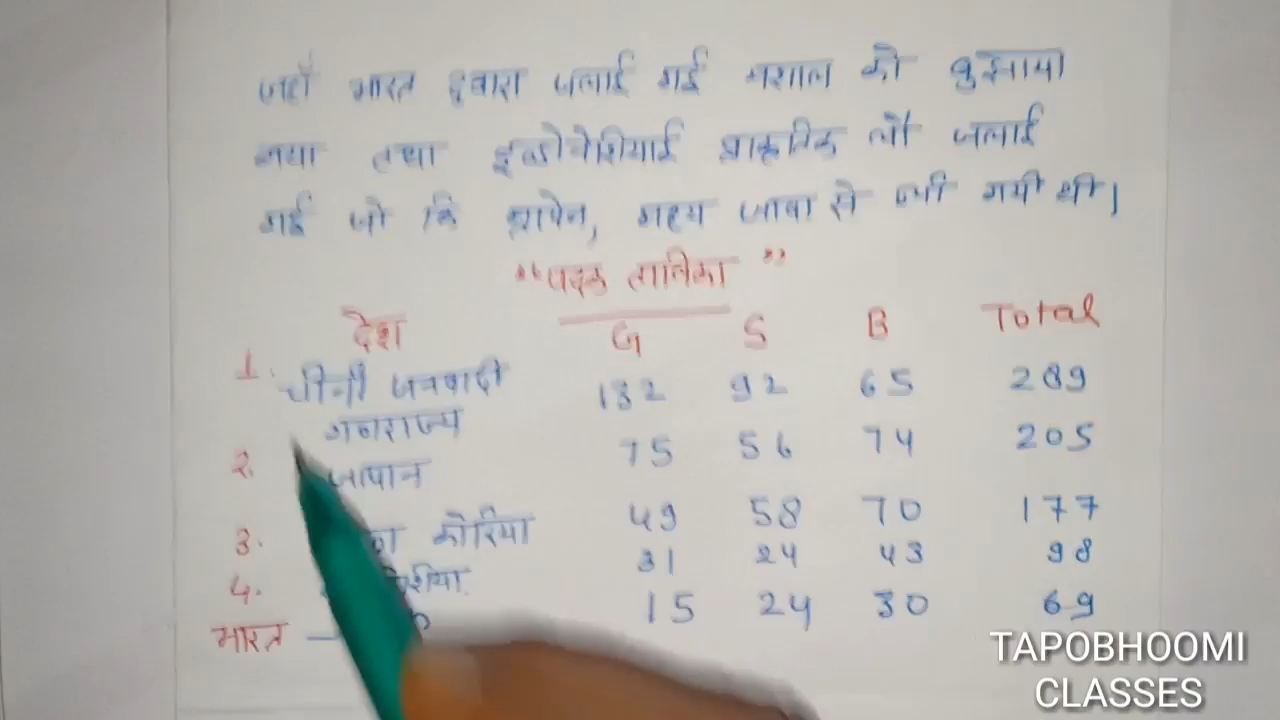 जहाँ भारत द्वारा जलाई गई मशाल को बुझाया
गया तथा इंडोनेशियाई प्राकृतिक लौ जलाई
गई जो कि म्रापेन, मध्य जावा से ली गयी थी।
"पदक तालिका"
देश G S B Total
1. चीनी जनवादी 132 92 65 289
गणराज्य
2. जापान 75 56 74 205
3. कोरिया 49 58 70 177
4. 31 24 43 98
भारत — 15 24 30 69
TAPOBHOOMI
CLASSES